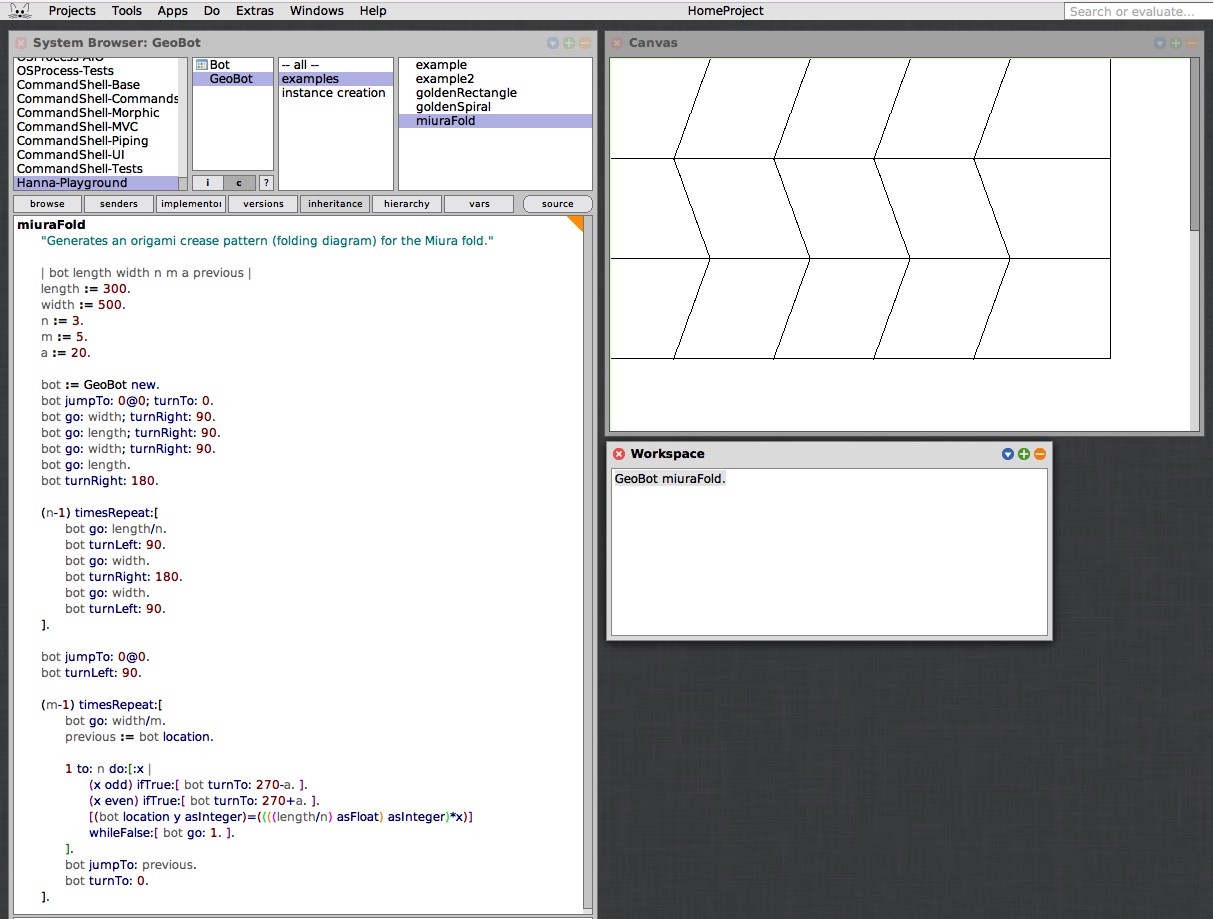 Projects Tools Apps Do Extras Windows Help HomeProject Search or evaluate...
System Browser: GeoBot
OSProcess-AIO
OSProcess-Tests
CommandShell-Base
CommandShell-Commands
CommandShell-Morphic
CommandShell-MVC
CommandShell-Piping
CommandShell-UI
CommandShell-Tests
Hanna-Playground
Bot
GeoBot
i c ?
-- all --
examples
instance creation
example
example2
goldenRectangle
goldenSpiral
miuraFold
browse senders implementor versions inheritance hierarchy vars source
miuraFold
"Generates an origami crease pattern (folding diagram) for the Miura fold."
| bot length width n m a previous |
length := 300.
width := 500.
n := 3.
m := 5.
a := 20.
bot := GeoBot new.
bot jumpTo: 0@0; turnTo: 0.
bot go: width; turnRight: 90.
bot go: length; turnRight: 90.
bot go: width; turnRight: 90.
bot go: length.
bot turnRight: 180.
(n-1) timesRepeat:[
bot go: length/n.
bot turnLeft: 90.
bot go: width.
bot turnRight: 180.
bot go: width.
bot turnLeft: 90.
].
bot jumpTo: 0@0.
bot turnLeft: 90.
(m-1) timesRepeat:[
bot go: width/m.
previous := bot location.
1 to: n do:[:x |
(x odd) ifTrue:[ bot turnTo: 270-a. ].
(x even) ifTrue:[ bot turnTo: 270+a. ].
[(bot location y asInteger)=((((length/n) asFloat) asInteger)*x)]
whileFalse:[ bot go: 1. ].
].
bot jumpTo: previous.
bot turnTo: 0.
].
Canvas
Workspace
GeoBot miuraFold.